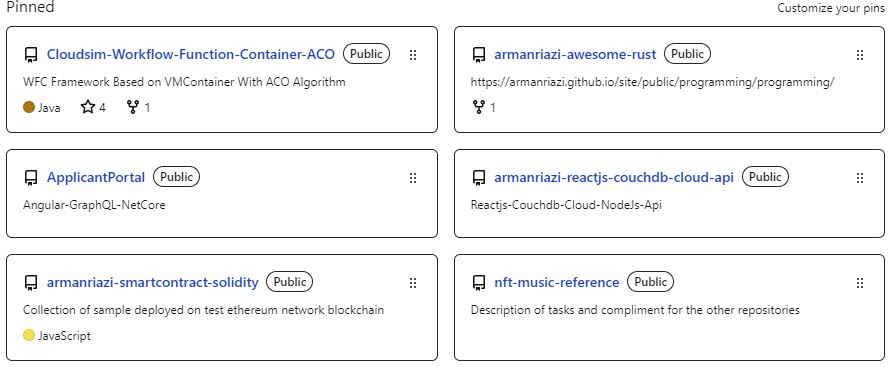 Pinned
Customize your pins
Cloudsim-Workflow-Function-Container-ACO Public
WFC Framework Based on VMContainer With ACO Algorithm
Java 4 1
armanriazi-awesome-rust Public
https://armanriazi.github.io/site/public/programming/programming/
1
ApplicantPortal Public
Angular-GraphQL-NetCore
armanriazi-reactjs-couchdb-cloud-api Public
Reactjs-Couchdb-Cloud-NodeJs-Api
armanriazi-smartcontract-solidity Public
Collection of sample deployed on test ethereum network blockchain
JavaScript
nft-music-reference Public
Description of tasks and compliment for the other repositories